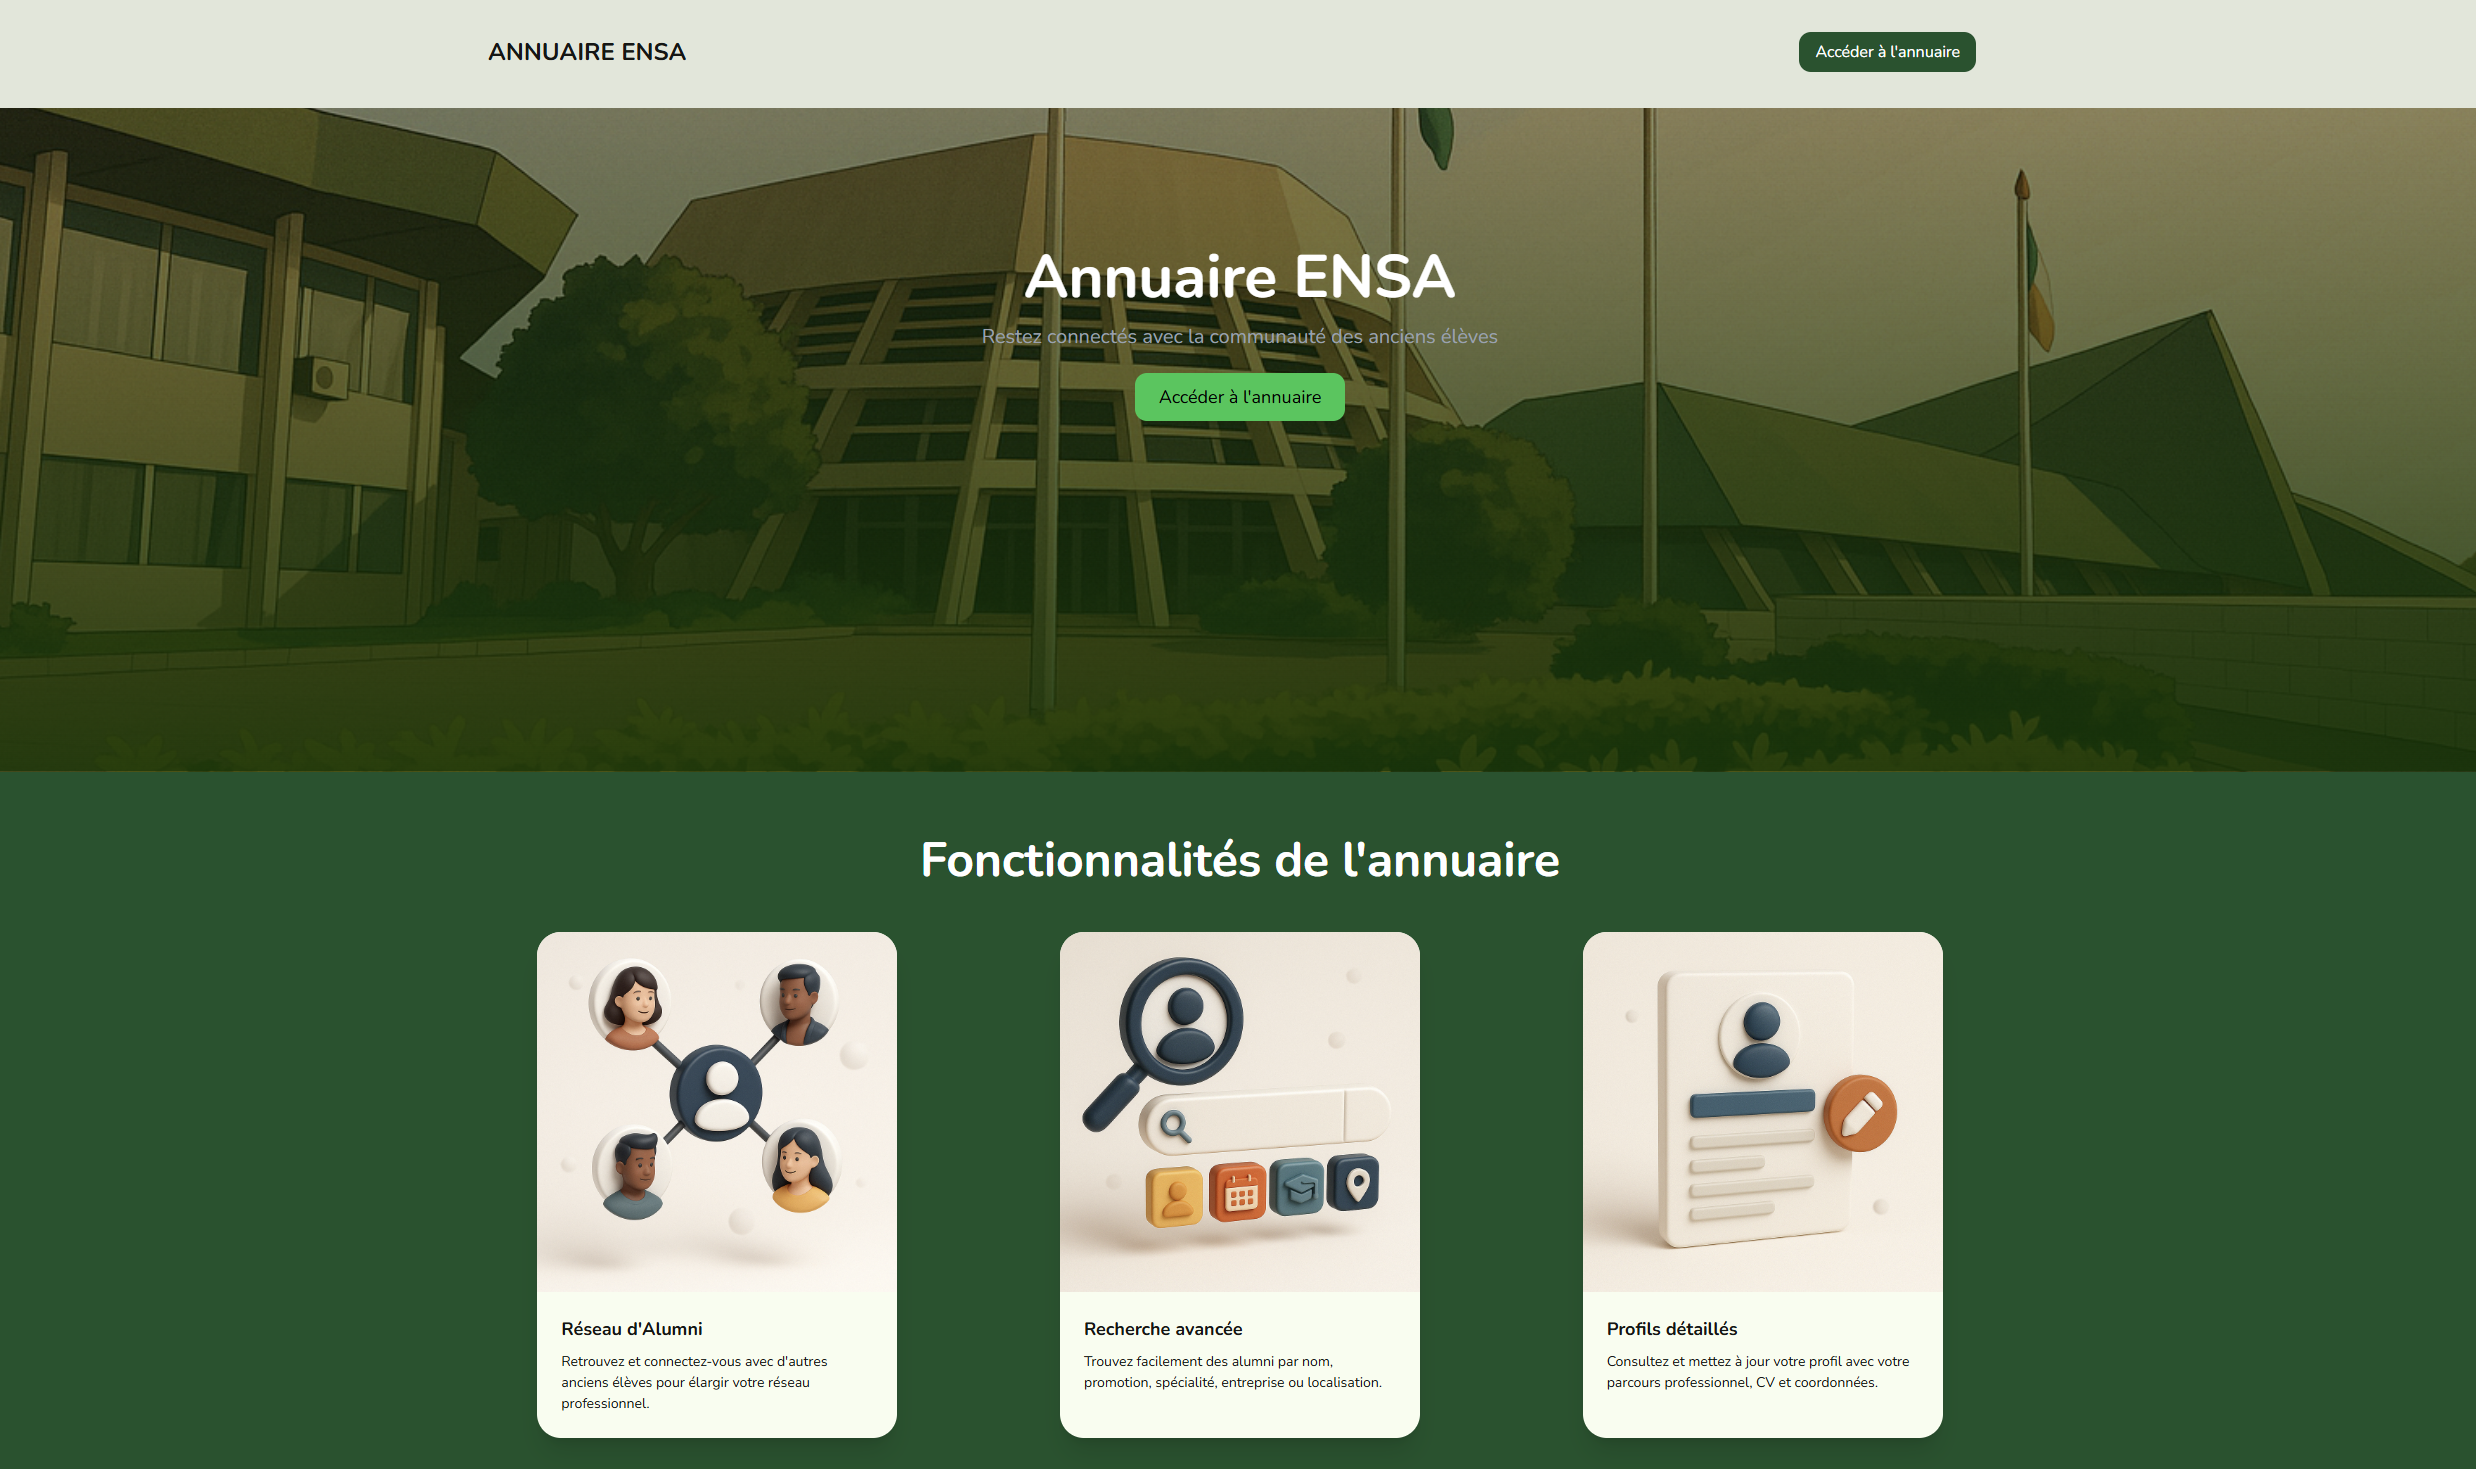 ANNUAIRE ENSA
Accéder à l'annuaire
Annuaire ENSA
Restez connectés avec la communauté des anciens élèves
Accéder à l'annuaire
Fonctionnalités de l'annuaire
Réseau d'Alumni
Retrouvez et connectez-vous avec d'autres
anciens élèves pour élargir votre réseau
professionnel.
Recherche avancée
Trouvez facilement des alumni par nom,
promotion, spécialité, entreprise ou localisation.
Profils détaillés
Consultez et mettez à jour votre profil avec votre
parcours professionnel, CV et coordonnées.